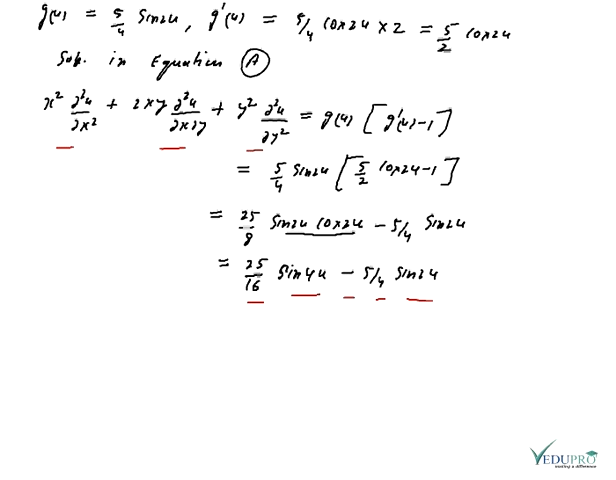 g(u) = 5/4 Sin2u, g'(u) = 5/4 Cos2u × 2 = 5/2 Cos2u
Sub. in Equation (A)
x² ∂²u/∂x² + 2xy ∂²u/∂x∂y + y² ∂²u/∂y² = g(u) [g'(u)-1]
= 5/4 Sin2u [5/2 Cos2u-1]
= 25/8 Sin2u Cos2u - 5/4 Sin2u
= 25/16 Sin4u - 5/4 Sin2u
VEDUPRO